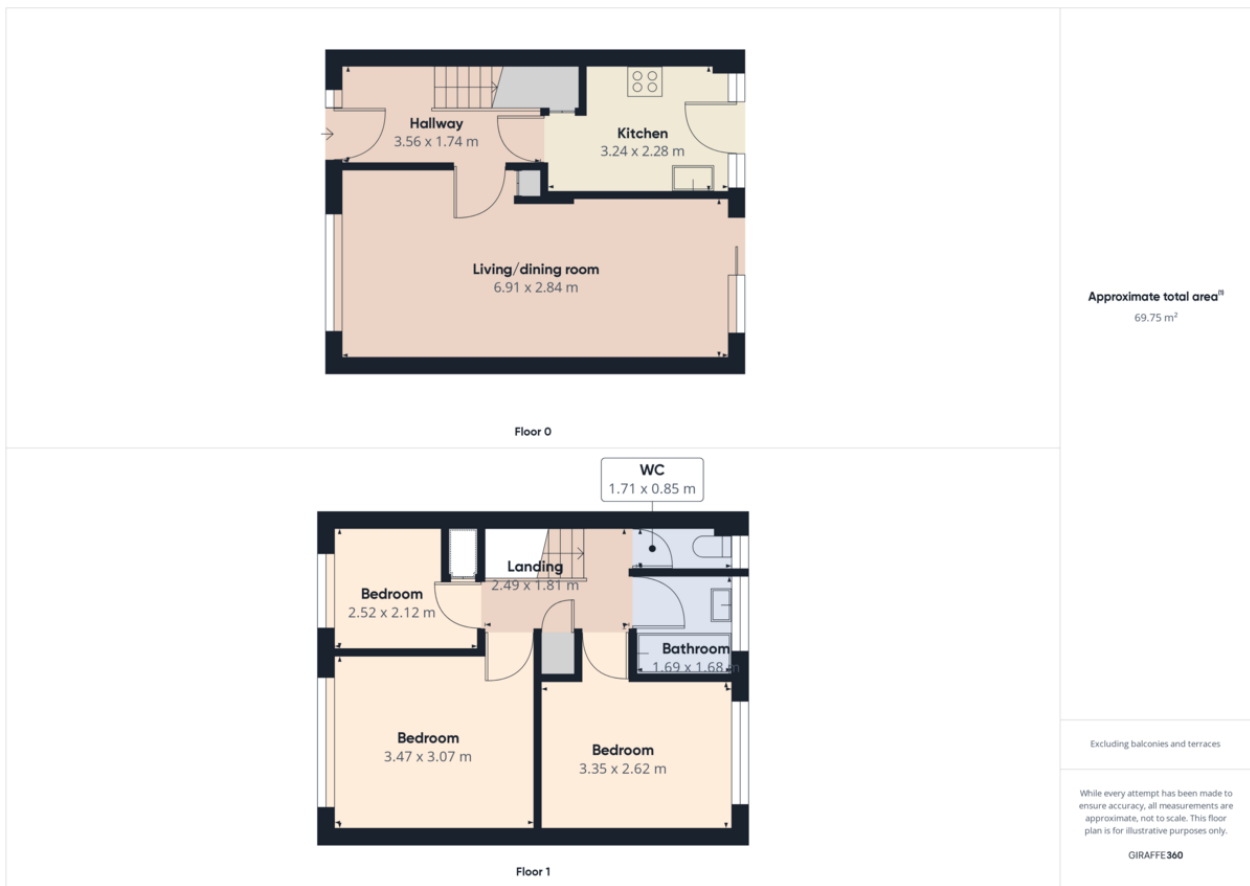 Hallway
3.56 x 1.74 m
Kitchen
3.24 x 2.28 m
Living/dining room
6.91 x 2.84 m
Floor 0
WC
1.71 x 0.85 m
Landing
2.49 x 1.81 m
Bedroom
2.52 x 2.12 m
Bathroom
1.69 x 1.68 m
Bedroom
3.47 x 3.07 m
Bedroom
3.35 x 2.62 m
Floor 1
Approximate total area⁽¹⁾
69.75 m²
Excluding balconies and terraces
While every attempt has been made to
ensure accuracy, all measurements are
approximate, not to scale. This floor
plan is for illustrative purposes only.
GIRAFFE360